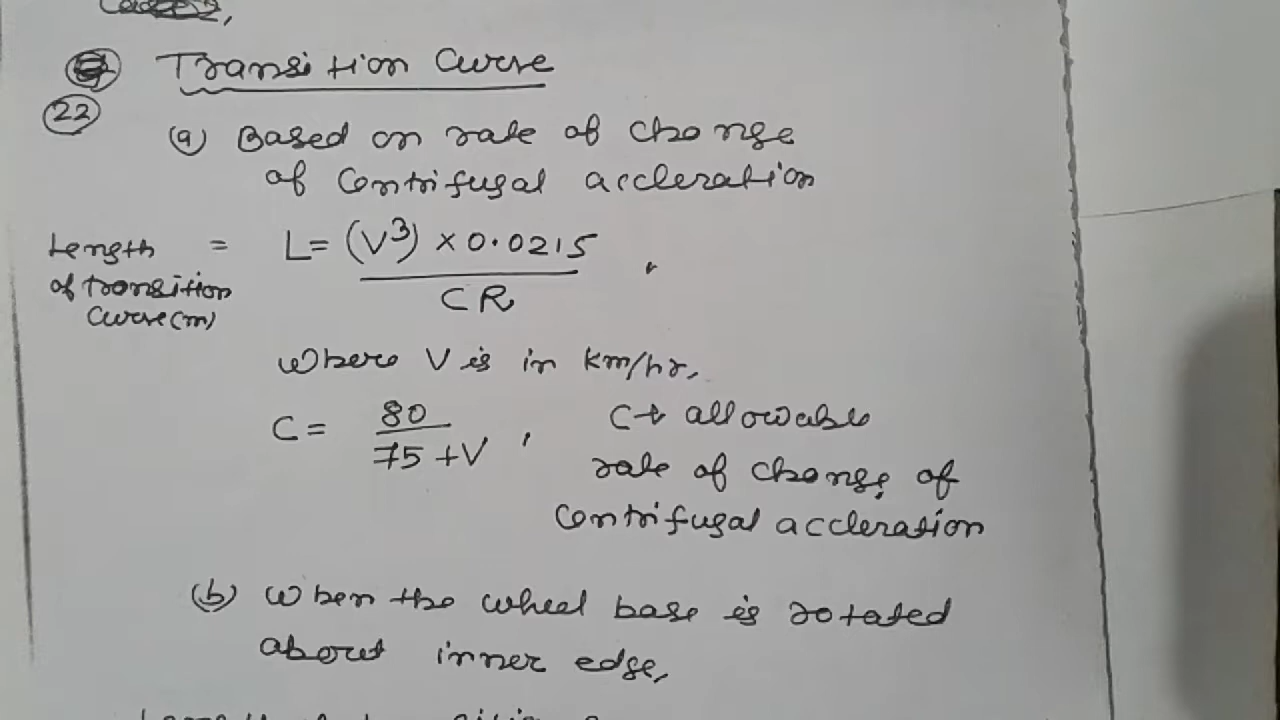 Transition Curve
22
(a) Based on rate of change
of Centrifugal accleration
Length of transition Curve(m) = L = (V³) × 0.0215 / CR ,
where V is in km/hr,
C = 80 / 75 + V , C → allowable
rate of change of
Centrifugal accleration
(b) When the wheel base is rotated
about inner edge,